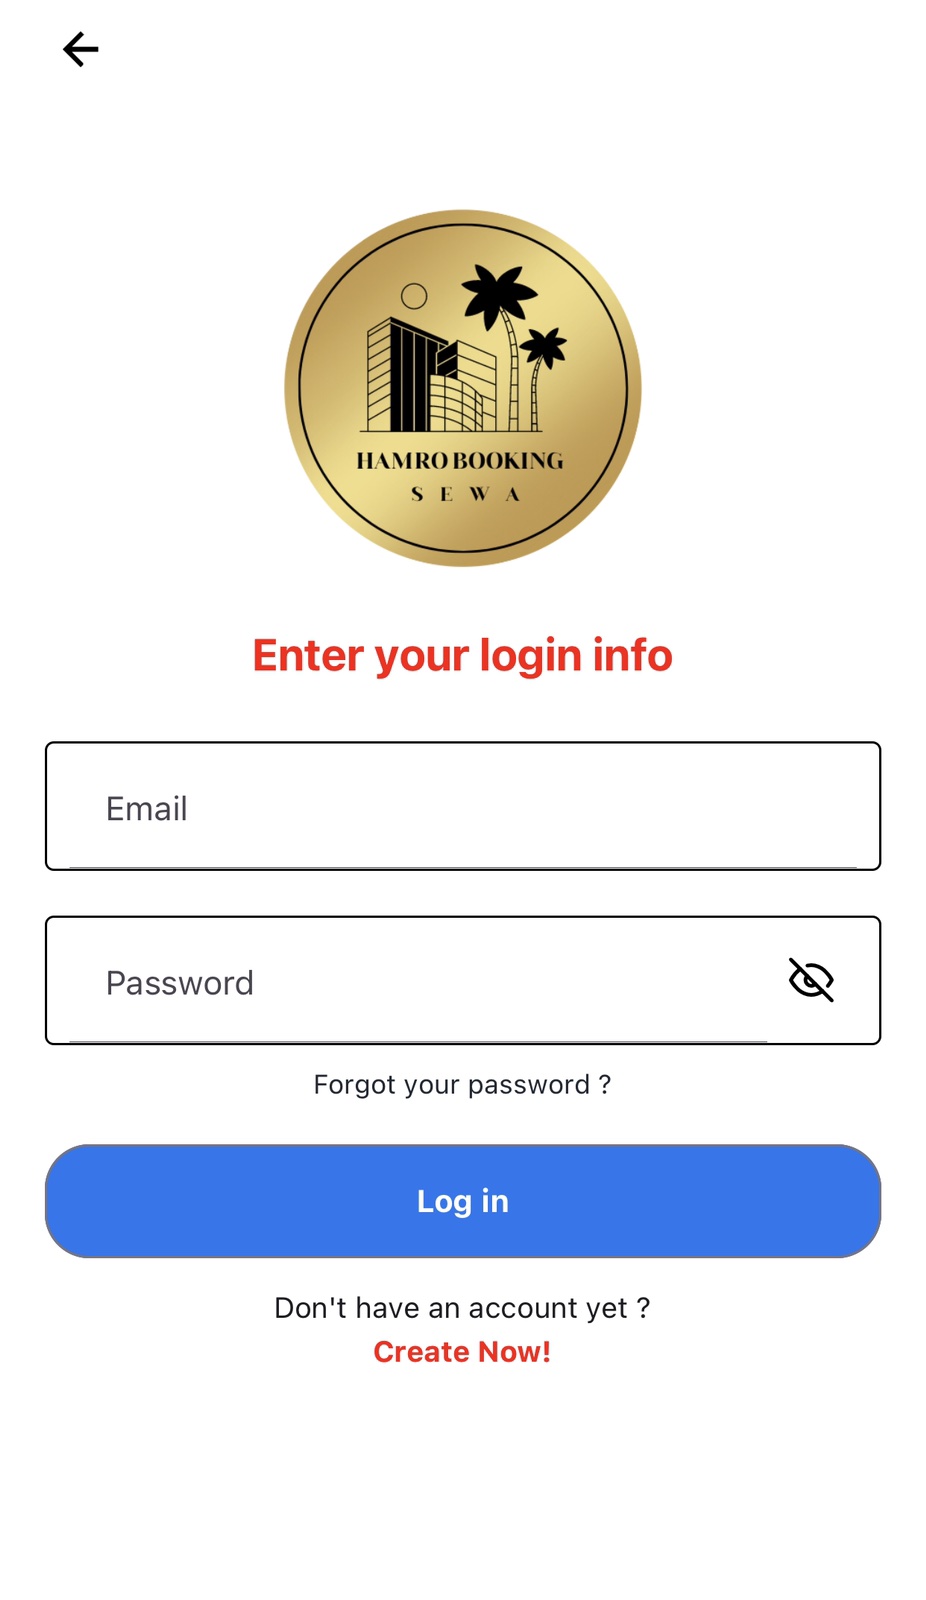 HAMRO BOOKING
SEWA
Enter your login info
Email
Password
Forgot your password ?
Log in
Don't have an account yet ?
Create Now!